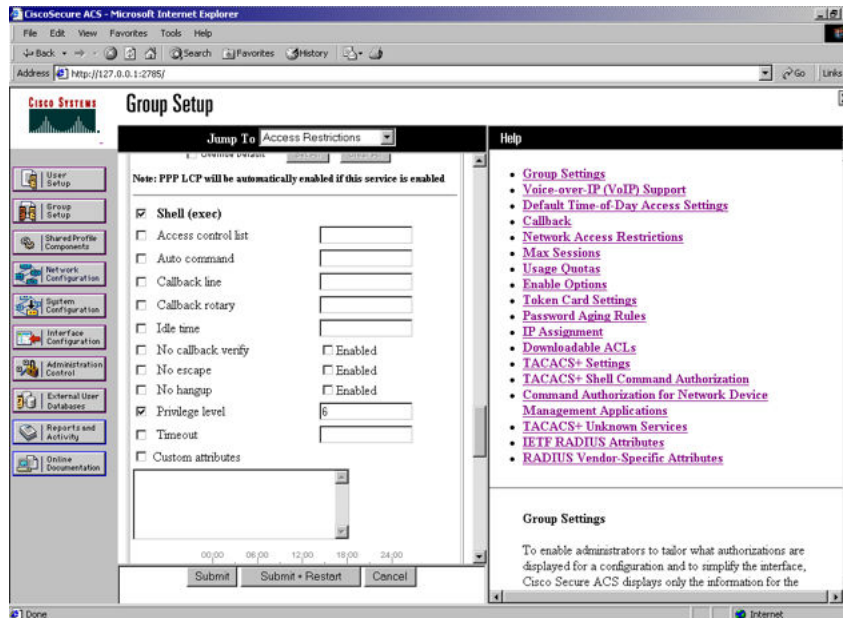 CiscoSecure ACS - Microsoft Internet Explorer
File Edit View Favorites Tools Help
Back Search Favorites History
Address http://127.0.0.1:2785/ Go Links
CISCO SYSTEMS
Group Setup
Jump To Access Restrictions
Help
User Setup
Group Setup
Shared Profile Components
Network Configuration
System Configuration
Interface Configuration
Administration Control
External User Databases
Reports and Activity
Online Documentation
Note: PPP LCP will be automatically enabled if this service is enabled
Shell (exec)
Access control list
Auto command
Callback line
Callback rotary
Idle time
No callback verify Enabled
No escape Enabled
No hangup Enabled
Privilege level 6
Timeout
Custom attributes
00;00 06;00 12;00 18;00 24;00
Submit Submit + Restart Cancel
Group Settings
Voice-over-IP (VoIP) Support
Default Time-of-Day Access Settings
Callback
Network Access Restrictions
Max Sessions
Usage Quotas
Enable Options
Token Card Settings
Password Aging Rules
IP Assignment
Downloadable ACLs
TACACS+ Settings
TACACS+ Shell Command Authorization
Command Authorization for Network Device
Management Applications
TACACS+ Unknown Services
IETF RADIUS Attributes
RADIUS Vendor-Specific Attributes
Group Settings
To enable administrators to tailor what authorizations are
displayed for a configuration and to simplify the interface,
Cisco Secure ACS displays only the information for the
Done Internet